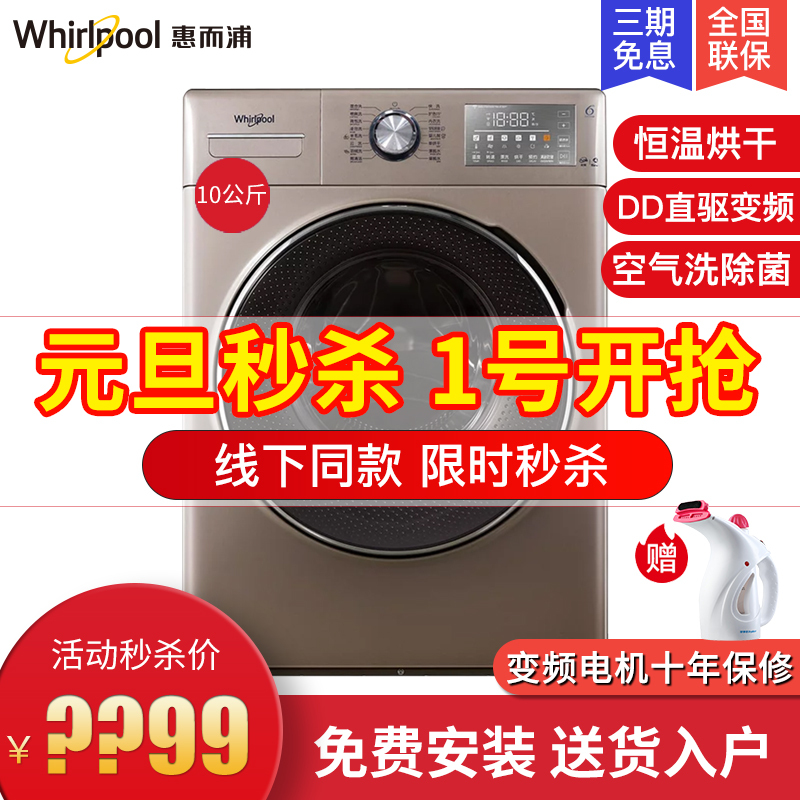 Whirlpool 惠而浦
三期
免息
全国
联保
Whirlpool
18:88
10公斤
恒温烘干
DD直驱变频
空气洗除菌
元旦秒杀 1号开抢
线下同款 限时秒杀
赠
变频电机十年保修
活动秒杀价
¥??99
免费安装 送货入户